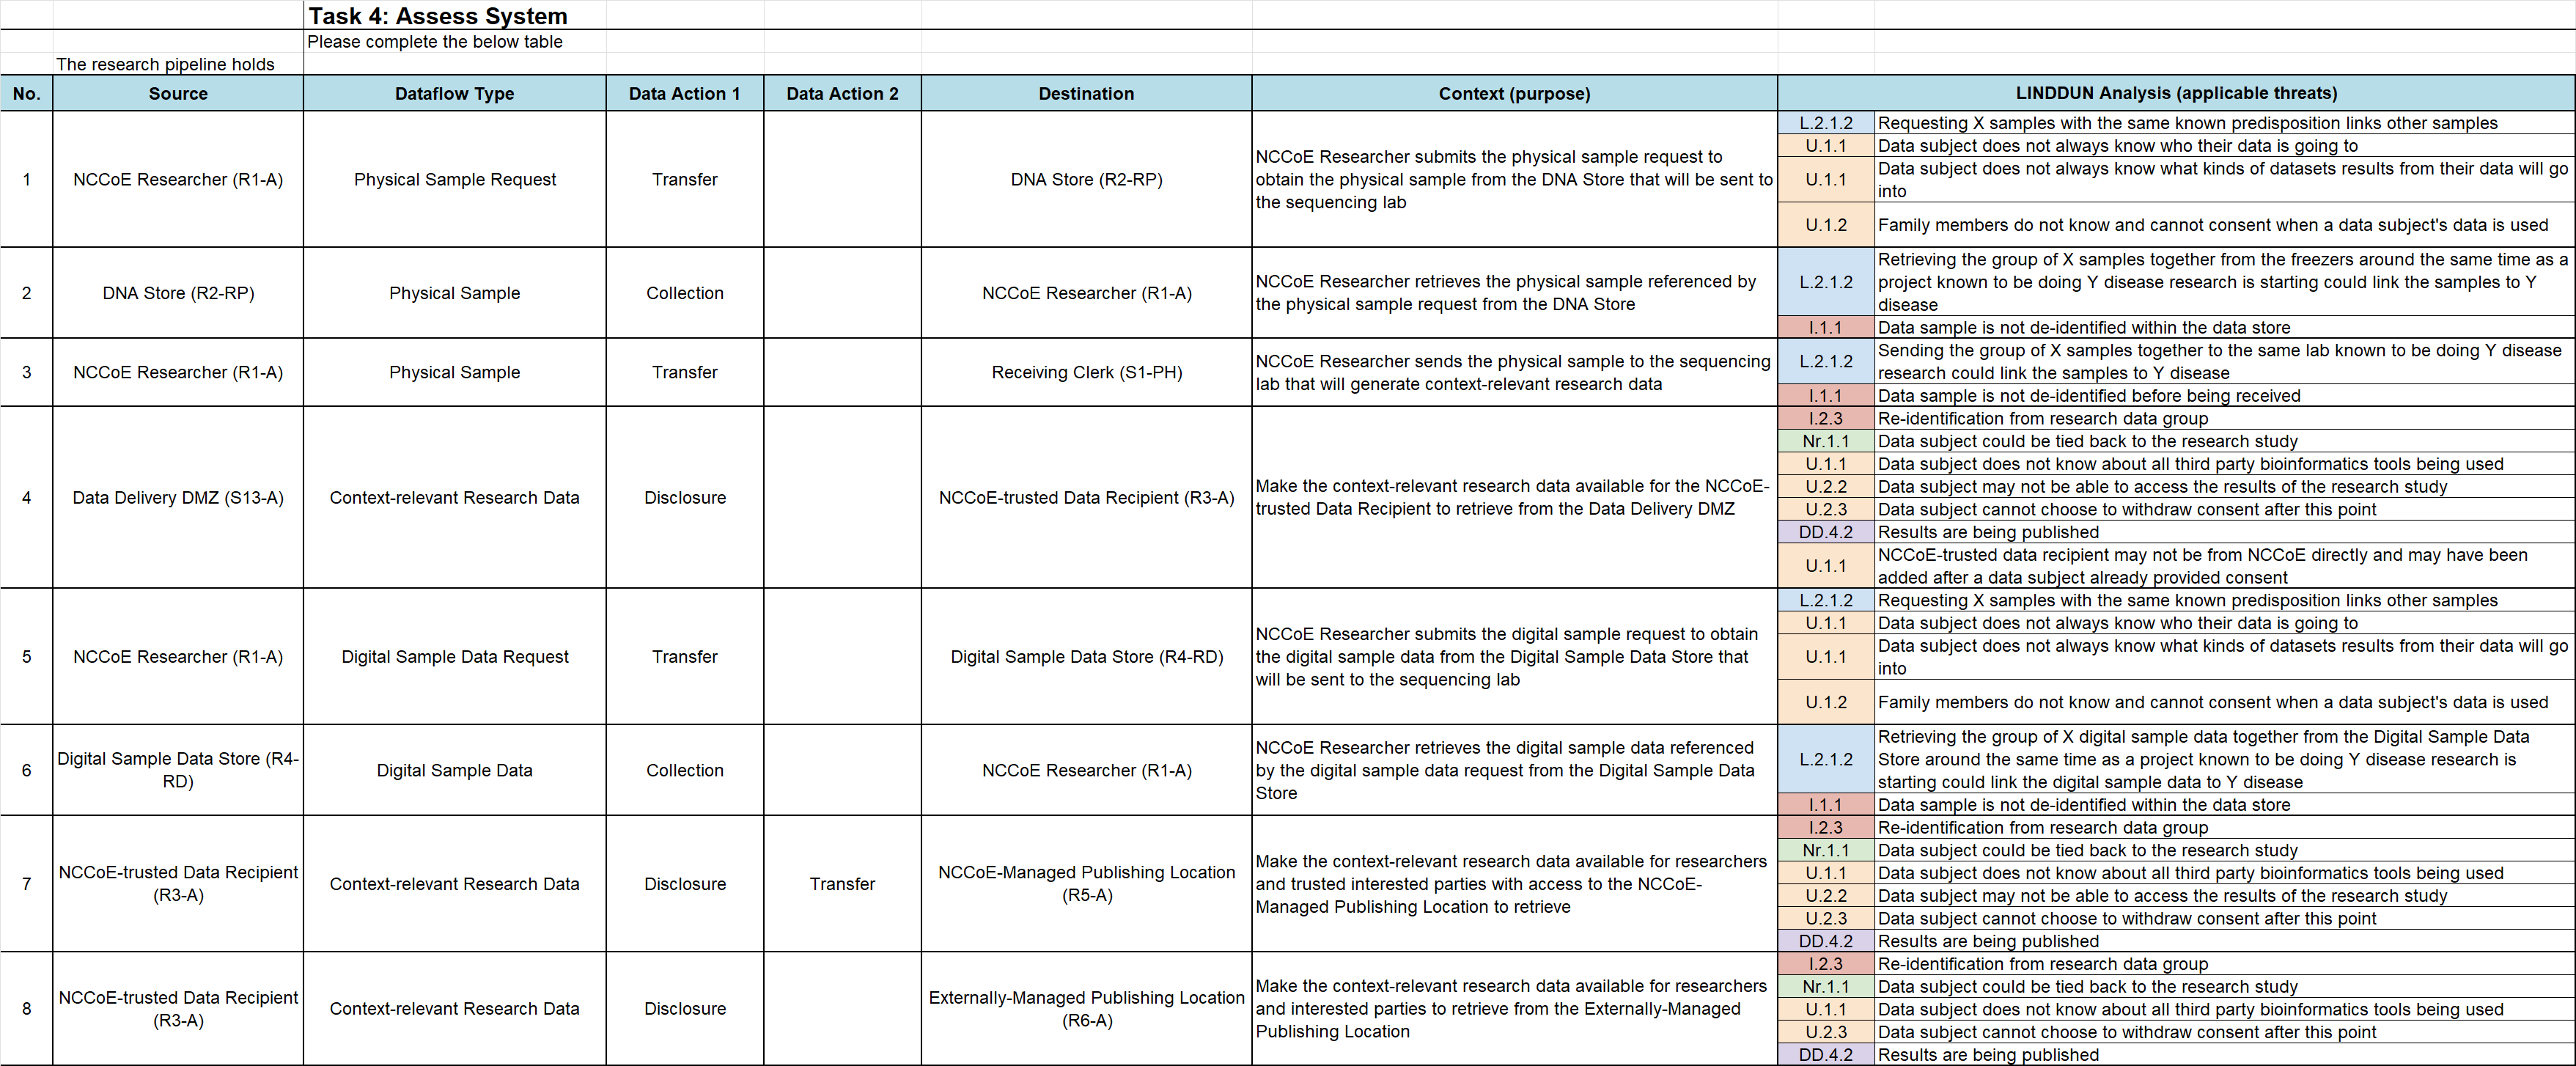 Task 4: Assess System
Please complete the below table
The research pipeline holds
No.
Source
Dataflow Type
Data Action 1
Data Action 2
Destination
Context (purpose)
LINDDUN Analysis (applicable threats)
1
NCCoE Researcher (R1-A)
Physical Sample Request
Transfer
DNA Store (R2-RP)
NCCoE Researcher submits the physical sample request to
obtain the physical sample from the DNA Store that will be sent to
the sequencing lab
L.2.1.2
Requesting X samples with the same known predisposition links other samples
U.1.1
Data subject does not always know who their data is going to
U.1.1
Data subject does not always know what kinds of datasets results from their data will go
into
U.1.2
Family members do not know and cannot consent when a data subject's data is used
2
DNA Store (R2-RP)
Physical Sample
Collection
NCCoE Researcher (R1-A)
NCCoE Researcher retrieves the physical sample referenced by
the physical sample request from the DNA Store
L.2.1.2
Retrieving the group of X samples together from the freezers around the same time as a
project known to be doing Y disease research is starting could link the samples to Y
disease
I.1.1
Data sample is not de-identified within the data store
3
NCCoE Researcher (R1-A)
Physical Sample
Transfer
Receiving Clerk (S1-PH)
NCCoE Researcher sends the physical sample to the sequencing
lab that will generate context-relevant research data
L.2.1.2
Sending the group of X samples together to the same lab known to be doing Y disease
research could link the samples to Y disease
I.1.1
Data sample is not de-identified before being received
4
Data Delivery DMZ (S13-A)
Context-relevant Research Data
Disclosure
NCCoE-trusted Data Recipient (R3-A)
Make the context-relevant research data available for the NCCoE-
trusted Data Recipient to retrieve from the Data Delivery DMZ
I.2.3
Re-identification from research data group
Nr.1.1
Data subject could be tied back to the research study
U.1.1
Data subject does not know about all third party bioinformatics tools being used
U.2.2
Data subject may not be able to access the results of the research study
U.2.3
Data subject cannot choose to withdraw consent after this point
DD.4.2
Results are being published
U.1.1
NCCoE-trusted data recipient may not be from NCCoE directly and may have been
added after a data subject already provided consent
5
NCCoE Researcher (R1-A)
Digital Sample Data Request
Transfer
Digital Sample Data Store (R4-RD)
NCCoE Researcher submits the digital sample request to obtain
the digital sample data from the Digital Sample Data Store that
will be sent to the sequencing lab
L.2.1.2
Requesting X samples with the same known predisposition links other samples
U.1.1
Data subject does not always know who their data is going to
U.1.1
Data subject does not always know what kinds of datasets results from their data will go
into
U.1.2
Family members do not know and cannot consent when a data subject's data is used
6
Digital Sample Data Store (R4-
RD)
Digital Sample Data
Collection
NCCoE Researcher (R1-A)
NCCoE Researcher retrieves the digital sample data referenced
by the digital sample data request from the Digital Sample Data
Store
L.2.1.2
Retrieving the group of X digital sample data together from the Digital Sample Data
Store around the same time as a project known to be doing Y disease research is
starting could link the digital sample data to Y disease
I.1.1
Data sample is not de-identified within the data store
7
NCCoE-trusted Data Recipient
(R3-A)
Context-relevant Research Data
Disclosure
Transfer
NCCoE-Managed Publishing Location
(R5-A)
Make the context-relevant research data available for researchers
and trusted interested parties with access to the NCCoE-
Managed Publishing Location to retrieve
I.2.3
Re-identification from research data group
Nr.1.1
Data subject could be tied back to the research study
U.1.1
Data subject does not know about all third party bioinformatics tools being used
U.2.2
Data subject may not be able to access the results of the research study
U.2.3
Data subject cannot choose to withdraw consent after this point
DD.4.2
Results are being published
8
NCCoE-trusted Data Recipient
(R3-A)
Context-relevant Research Data
Disclosure
Externally-Managed Publishing Location
(R6-A)
Make the context-relevant research data available for researchers
and interested parties to retrieve from the Externally-Managed
Publishing Location
I.2.3
Re-identification from research data group
Nr.1.1
Data subject could be tied back to the research study
U.1.1
Data subject does not know about all third party bioinformatics tools being used
U.2.3
Data subject cannot choose to withdraw consent after this point
DD.4.2
Results are being published